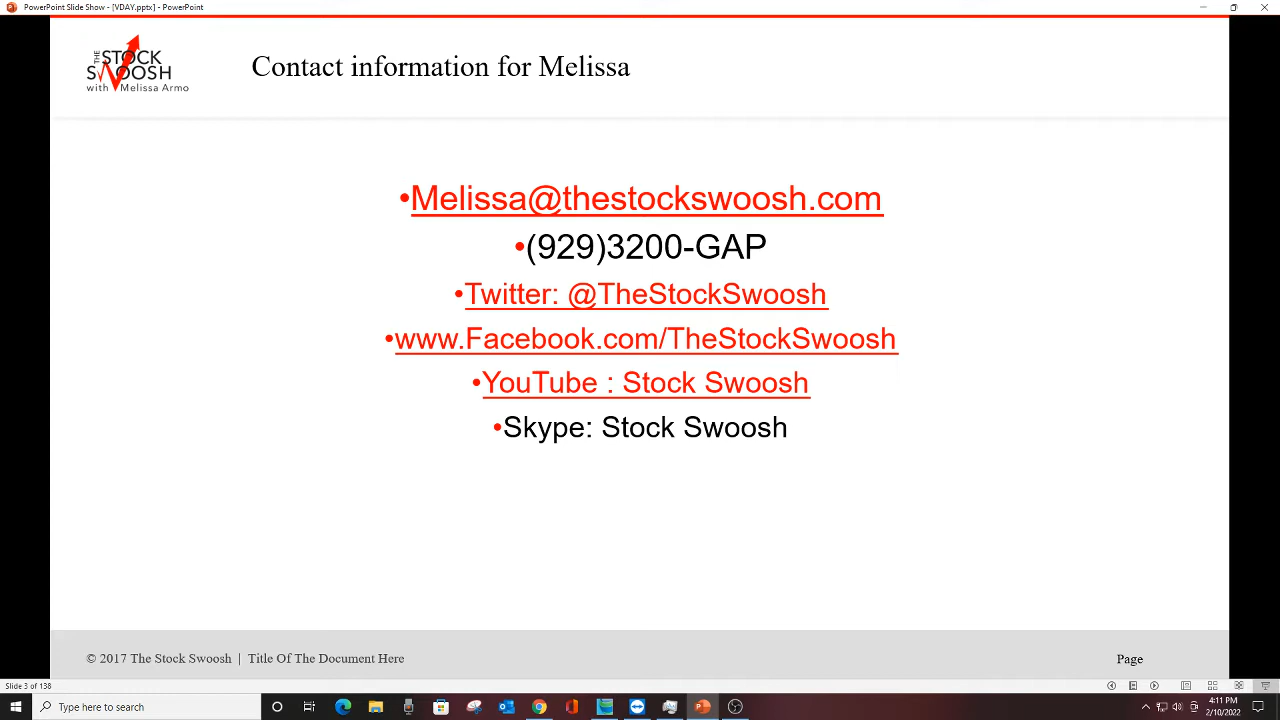 PowerPoint Slide Show - [VDAY.pptx] - PowerPoint
THE STOCK
SWOOSH
with Melissa Armo
Contact information for Melissa
•Melissa@thestockswoosh.com
•(929)3200-GAP
•Twitter: @TheStockSwoosh
•www.Facebook.com/TheStockSwoosh
•YouTube : Stock Swoosh
•Skype: Stock Swoosh
© 2017 The Stock Swoosh | Title Of The Document Here
Page
Slide 3 of 138
Type here to search
4:11 PM
2/10/2022